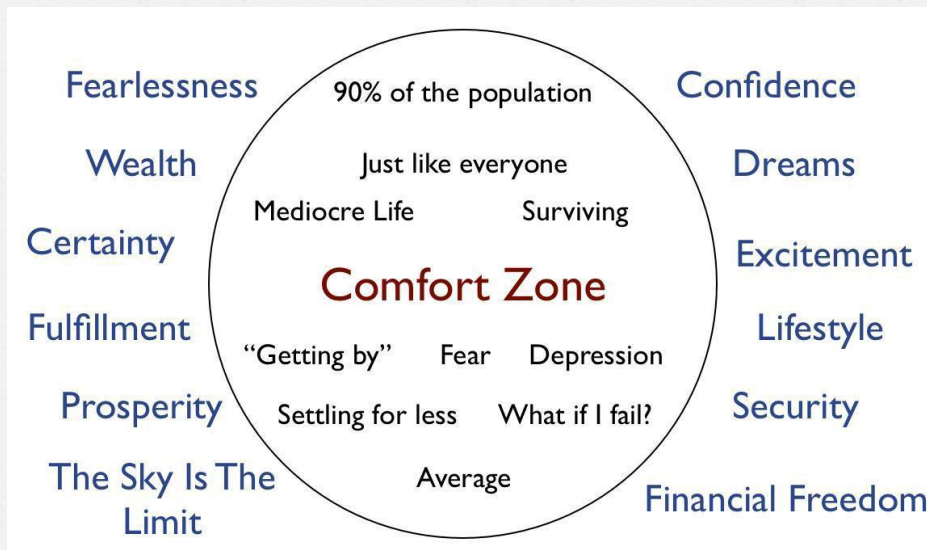 Fearlessness
90% of the population
Confidence
Wealth
Just like everyone
Dreams
Mediocre Life
Surviving
Certainty
Excitement
Comfort Zone
Fulfillment
Lifestyle
“Getting by”
Fear
Depression
Prosperity
Settling for less
What if I fail?
Security
The Sky Is The
Limit
Average
Financial Freedom